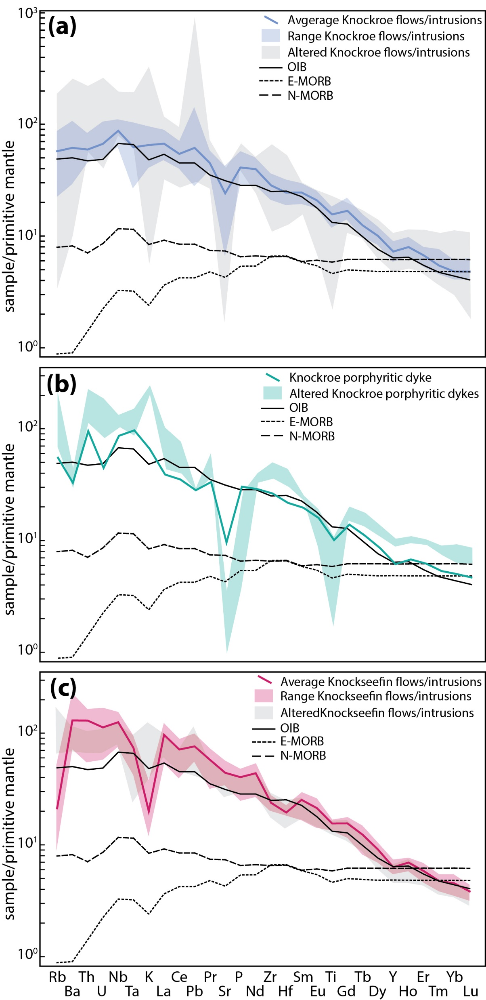 (a)
Avgerage Knockroe flows/intrusions
Range Knockroe flows/intrusions
Altered Knockroe flows/intrusions
OIB
E-MORB
N-MORB
10³
10²
10¹
10⁰
sample/primitive mantle
(b)
Knockroe porphyritic dyke
Altered Knockroe porphyritic dykes
OIB
E-MORB
N-MORB
10²
10¹
10⁰
sample/primitive mantle
(c)
Average Knockseefin flows/intrusions
Range Knockseefin flows/intrusions
AlteredKnockseefin flows/intrusions
OIB
E-MORB
N-MORB
10²
10¹
10⁰
sample/primitive mantle
Rb Th Nb K Ce Pr P Zr Sm Ti Tb Y Er Yb
Ba U Ta La Pb Sr Nd Hf Eu Gd Dy Ho Tm Lu